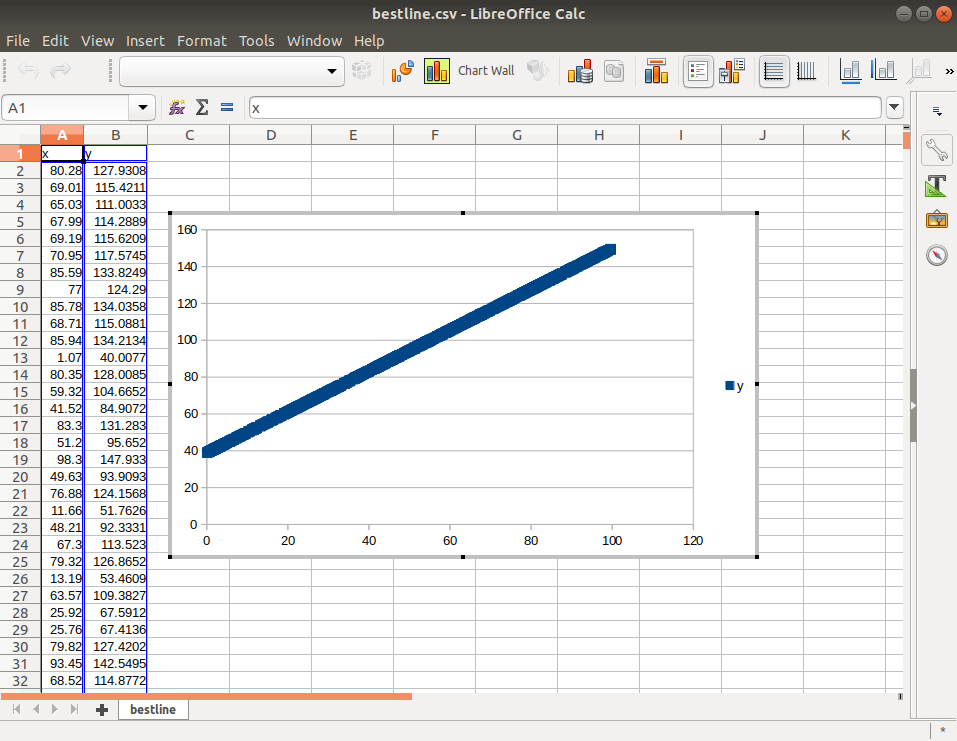 bestline.csv - LibreOffice Calc
File Edit View Insert Format Tools Window Help
Chart Wall
A1 x
A B C D E F G H I J K
1 x y
2 80.28 127.9308
3 69.01 115.4211
4 65.03 111.0033
5 67.99 114.2889
6 69.19 115.6209
7 70.95 117.5745
8 85.59 133.8249
9 77 124.29
10 85.78 134.0358
11 68.71 115.0881
12 85.94 134.2134
13 1.07 40.0077
14 80.35 128.0085
15 59.32 104.6652
16 41.52 84.9072
17 83.3 131.283
18 51.2 95.652
19 98.3 147.933
20 49.63 93.9093
21 76.88 124.1568
22 11.66 51.7626
23 48.21 92.3331
24 67.3 113.523
25 79.32 126.8652
26 13.19 53.4609
27 63.57 109.3827
28 25.92 67.5912
29 25.76 67.4136
30 79.82 127.4202
31 93.45 142.5495
32 68.52 114.8772
160
140
120
100
80
60
40
20
0
0 20 40 60 80 100 120
y
bestline